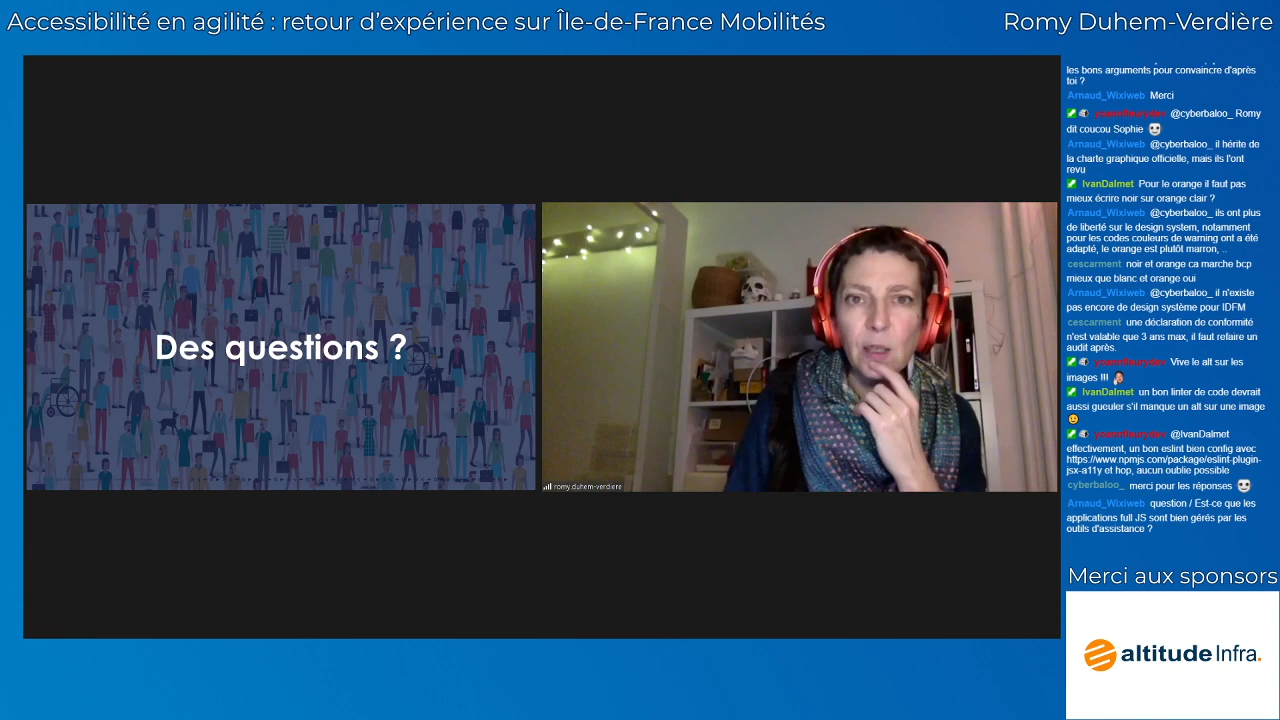 Accessibilité en agilité : retour d'expérience sur Île-de-France Mobilités
Romy Duhem-Verdière
les bons arguments pour convaincre d'après
toi ?
Arnaud_Wixiweb Merci
@cyberbaloo_ Romy
dit coucou Sophie
Arnaud_Wixiweb @cyberbaloo_ il hérite de
la charte graphique officielle, mais ils l'ont
revu
IvanDalmet Pour le orange il faut pas
mieux écrire noir sur orange clair ?
Arnaud_Wixiweb @cyberbaloo_ ils ont plus
de liberté sur le design system, notamment
pour les codes couleurs de warning ont a été
adapté, le orange est plutôt marron, ..
cescarment noir et orange ca marche bcp
mieux que blanc et orange oui
Arnaud_Wixiweb @cyberbaloo_ il n'existe
pas encore de design système pour IDFM
cescarment une déclaration de conformité
n'est valable que 3 ans max, il faut refaire un
audit après.
Vive le alt sur les
images !!!
IvanDalmet un bon linter de code devrait
aussi gueuler s'il manque un alt sur une image
@IvanDalmet
effectivement, un bon eslint bien config avec
https://www.npmjs.com/package/eslint-plugin-
jsx-a11y et hop, aucun oublie possible
cyberbaloo_ merci pour les réponses
Arnaud_Wixiweb question / Est-ce que les
applications full JS sont bien gérés par les
outils d'assistance ?
Des questions ?
romy.duhem-verdiere
Merci aux sponsors
altitude Infra.